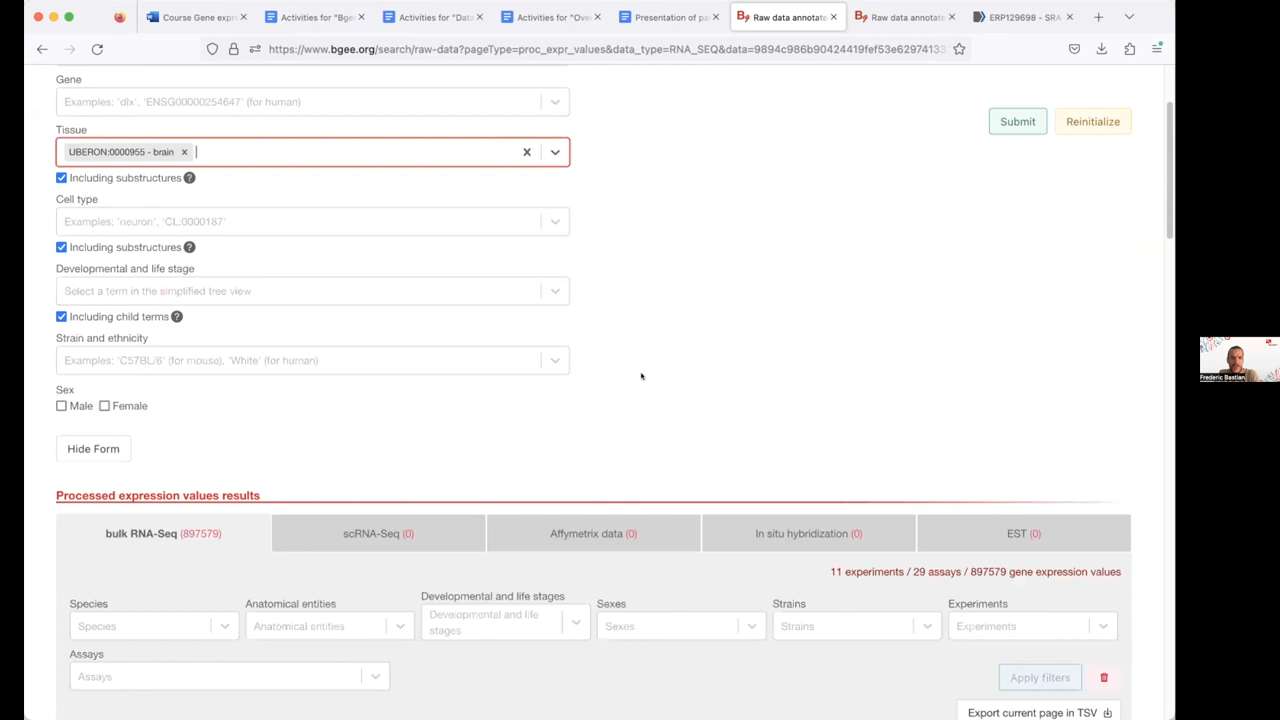 Course Gene expre
Activities for "Bge
Activities for "Data
Activities for "Ove
Presentation of pa
Raw data annotate
Raw data annotate
ERP129698 - SRA
https://www.bgee.org/search/raw-data?pageType=proc_expr_values&data_type=RNA_SEQ&data=9894c986b90424419fef53e62974133
Gene
Examples: 'dlx', 'ENSG00000254647' (for human)
Submit
Reinitialize
Tissue
UBERON:0000955 - brain
Including substructures
Cell type
Examples: 'neuron', 'CL:0000187'
Including substructures
Developmental and life stage
Select a term in the simplified tree view
Including child terms
Strain and ethnicity
Examples: 'C57BL/6' (for mouse), 'White' (for human)
Frederic Bastian
Sex
Male Female
Hide Form
Processed expression values results
bulk RNA-Seq (897579)
scRNA-Seq (0)
Affymetrix data (0)
In situ hybridization (0)
EST (0)
11 experiments / 29 assays / 897579 gene expression values
Species
Anatomical entities
Developmental and life stages
Sexes
Strains
Experiments
Species
Anatomical entities
Developmental and life
stages
Sexes
Strains
Experiments
Assays
Assays
Apply filters
Export current page in TSV